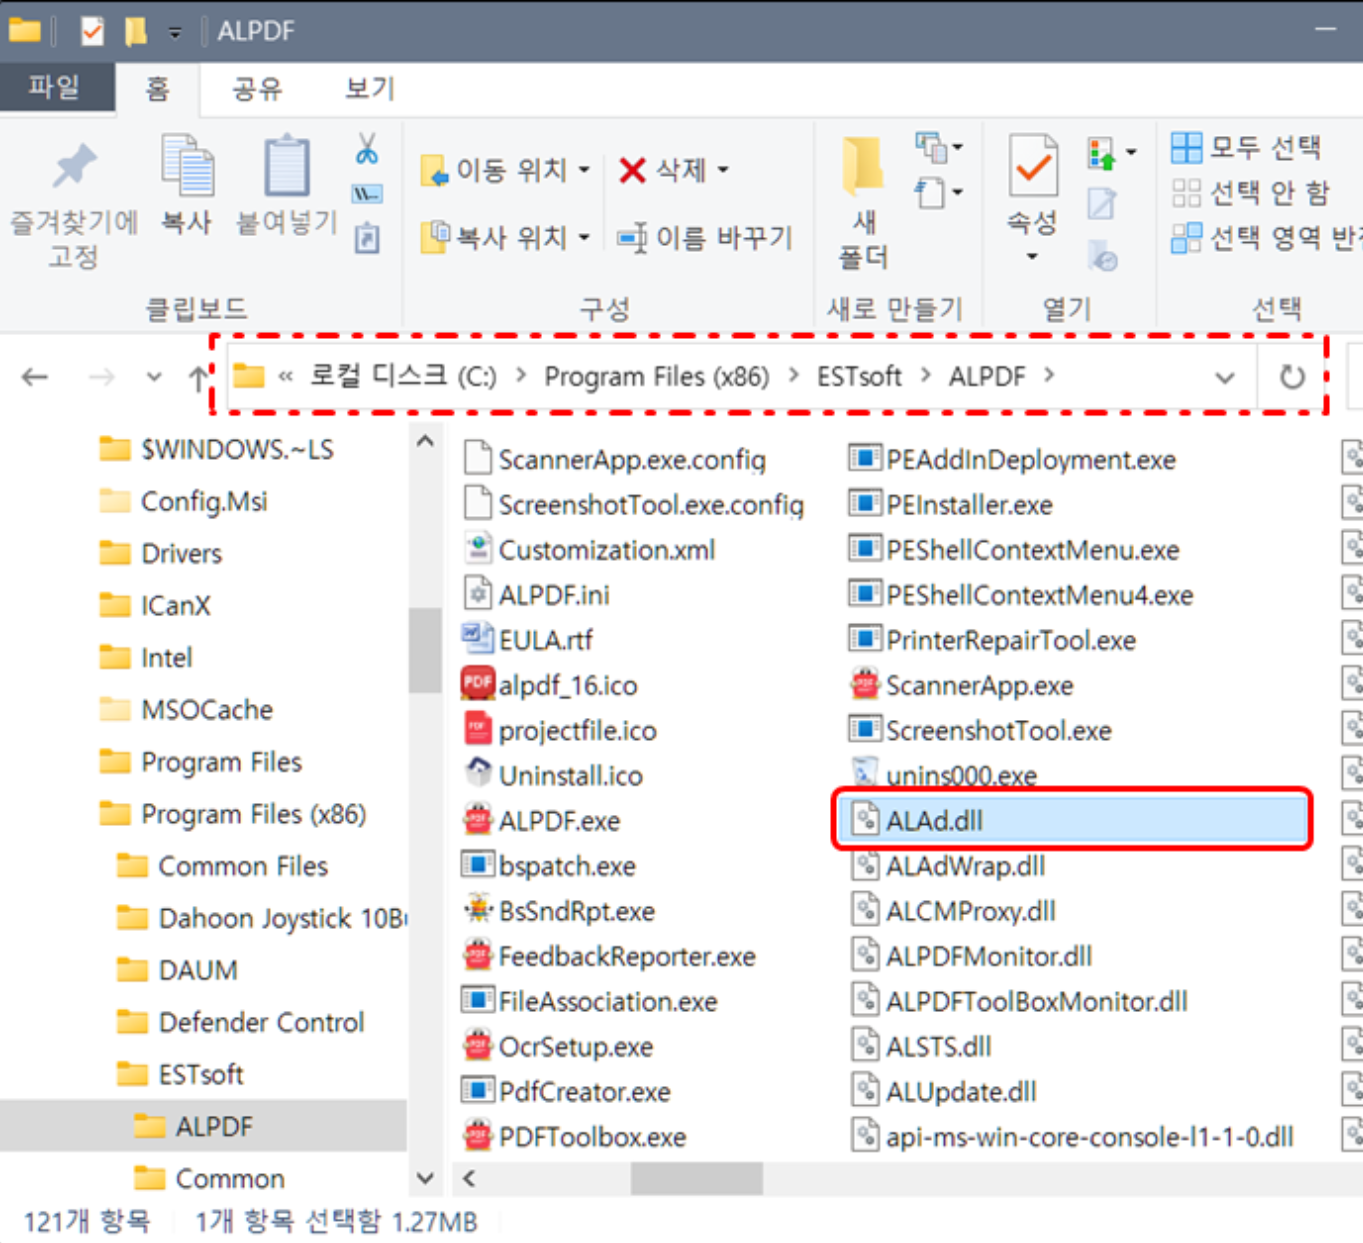 ALPDF
파일
홈
공유
보기
즐겨찾기에
고정
복사
붙여넣기
이동 위치
복사 위치
삭제
이름 바꾸기
새
폴더
속성
모두 선택
선택 안 함
선택 영역
클립보드
구성
새로 만들기
열기
선택
« 로컬 디스크 (C:) > Program Files (x86) > ESTsoft > ALPDF >
$WINDOWS.~LS
Config.Msi
Drivers
ICanX
Intel
MSOCache
Program Files
Program Files (x86)
Common Files
Dahoon Joystick 10B
DAUM
Defender Control
ESTsoft
ALPDF
Common
ScannerApp.exe.config
ScreenshotTool.exe.config
Customization.xml
ALPDF.ini
EULA.rtf
alpdf_16.ico
projectfile.ico
Uninstall.ico
ALPDF.exe
bspatch.exe
BsSndRpt.exe
FeedbackReporter.exe
FileAssociation.exe
OcrSetup.exe
PdfCreator.exe
PDFToolbox.exe
PEAddInDeployment.exe
PEInstaller.exe
PEShellContextMenu.exe
PEShellContextMenu4.exe
PrinterRepairTool.exe
ScannerApp.exe
ScreenshotTool.exe
unins000.exe
ALAd.dll
ALAdWrap.dll
ALCMProxy.dll
ALPDFMonitor.dll
ALPDFToolBoxMonitor.dll
ALSTS.dll
ALUpdate.dll
api-ms-win-core-console-l1-1-0.dll
121개 항목
1개 항목 선택함 1.27MB